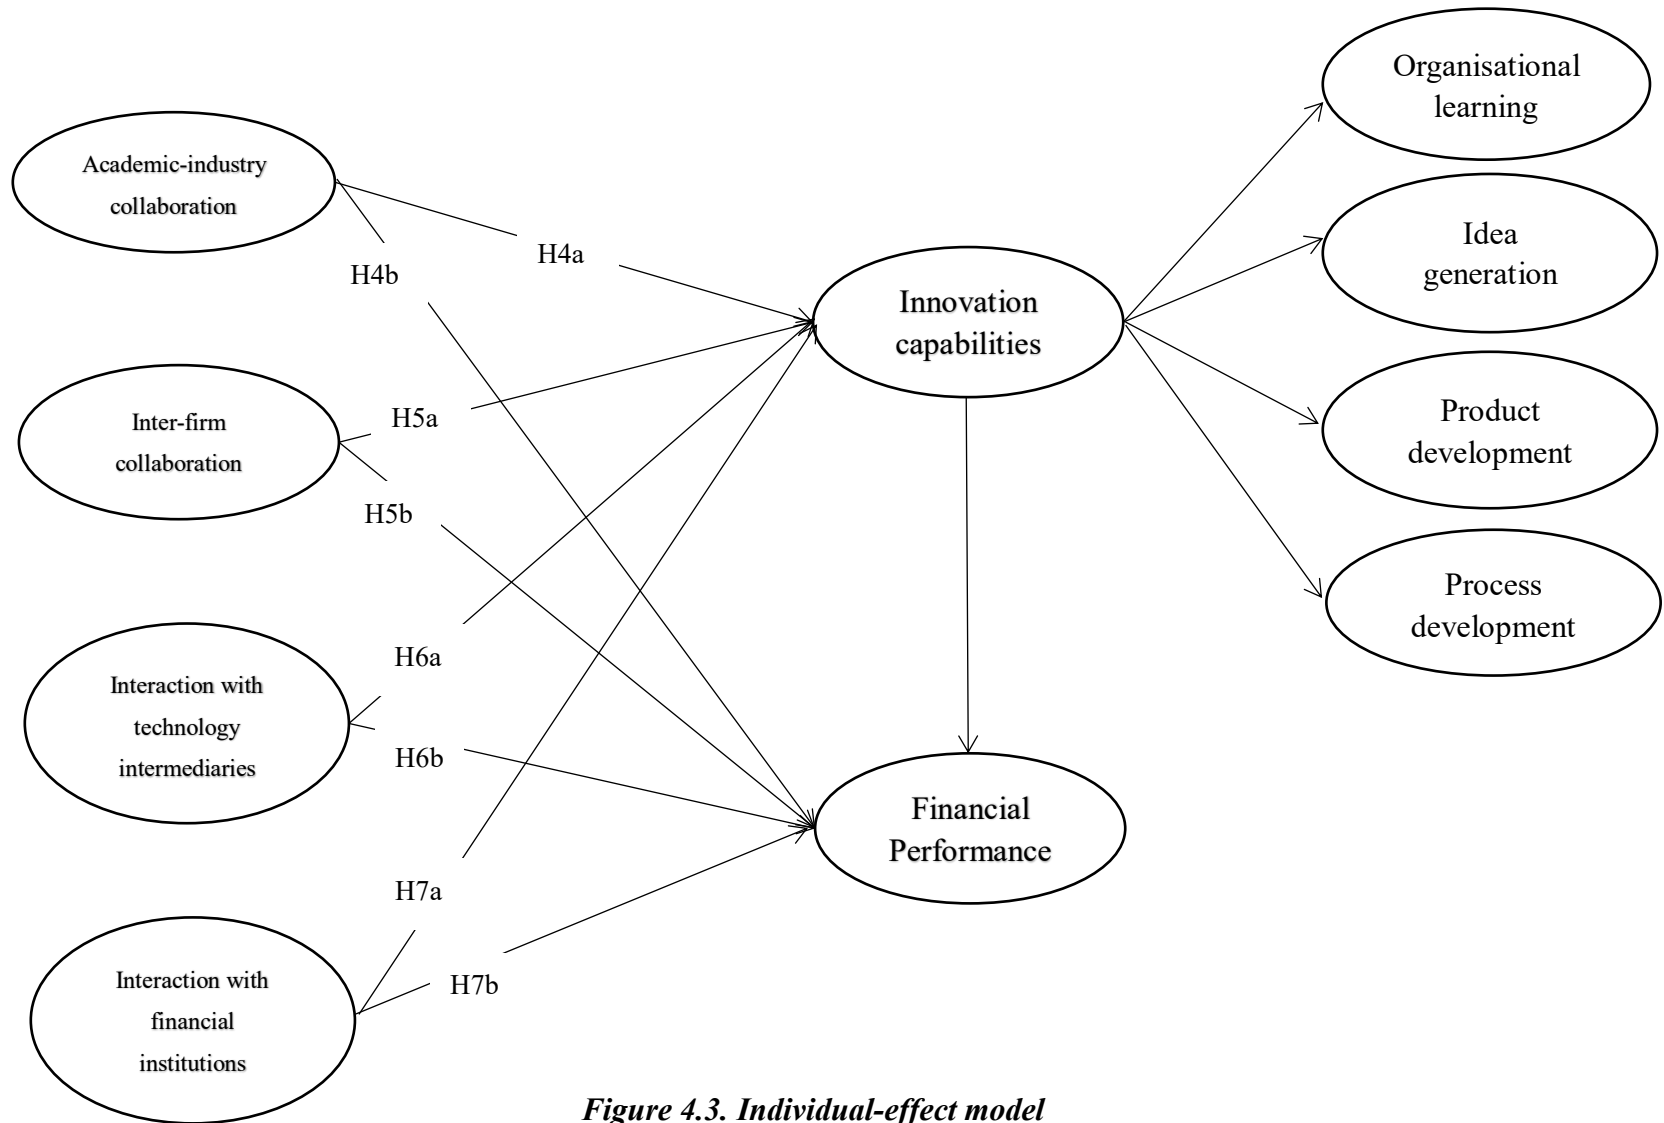 Organisational
learning
Academic-industry
collaboration
H4a
H4b
Idea
generation
Innovation
capabilities
Inter-firm
collaboration
H5a
H5b
Product
development
Process
development
Interaction with
technology
intermediaries
H6a
H6b
Financial
Performance
H7a
H7b
Interaction with
financial
institutions
Figure 4.3. Individual-effect model